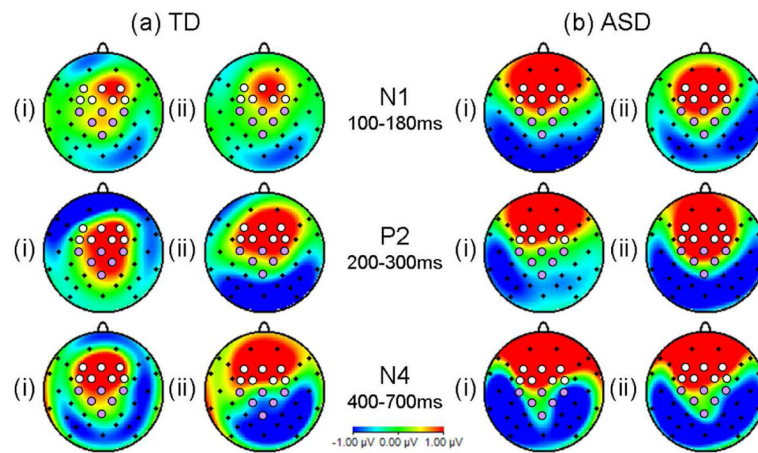 (a) TD
(b) ASD
(i)
(ii)
N1
100-180ms
(i)
(ii)
(i)
(ii)
P2
200-300ms
(i)
(ii)
(i)
(ii)
N4
400-700ms
(i)
(ii)
-1.00 µV 0.00 µV 1.00 µV